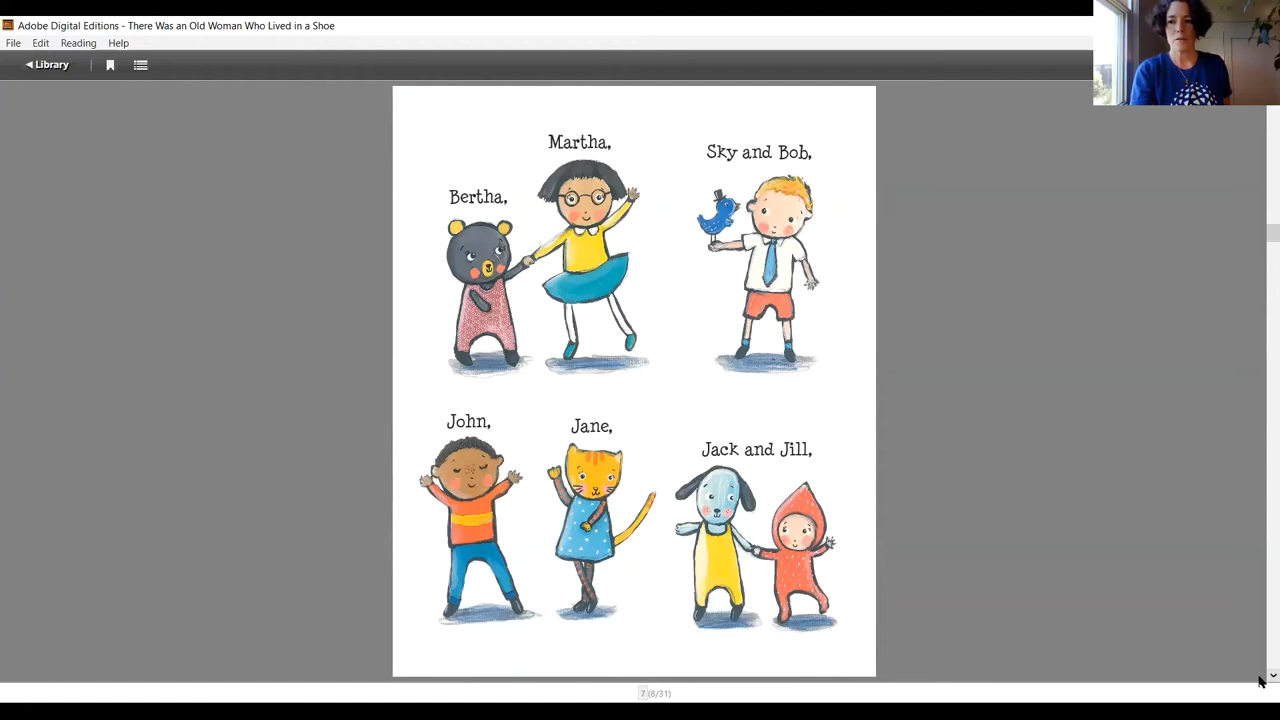 Adobe Digital Editions - There Was an Old Woman Who Lived in a Shoe
File Edit Reading Help
Library
Martha,
Sky and Bob,
Bertha,
John,
Jane,
Jack and Jill,
7 (8/31)